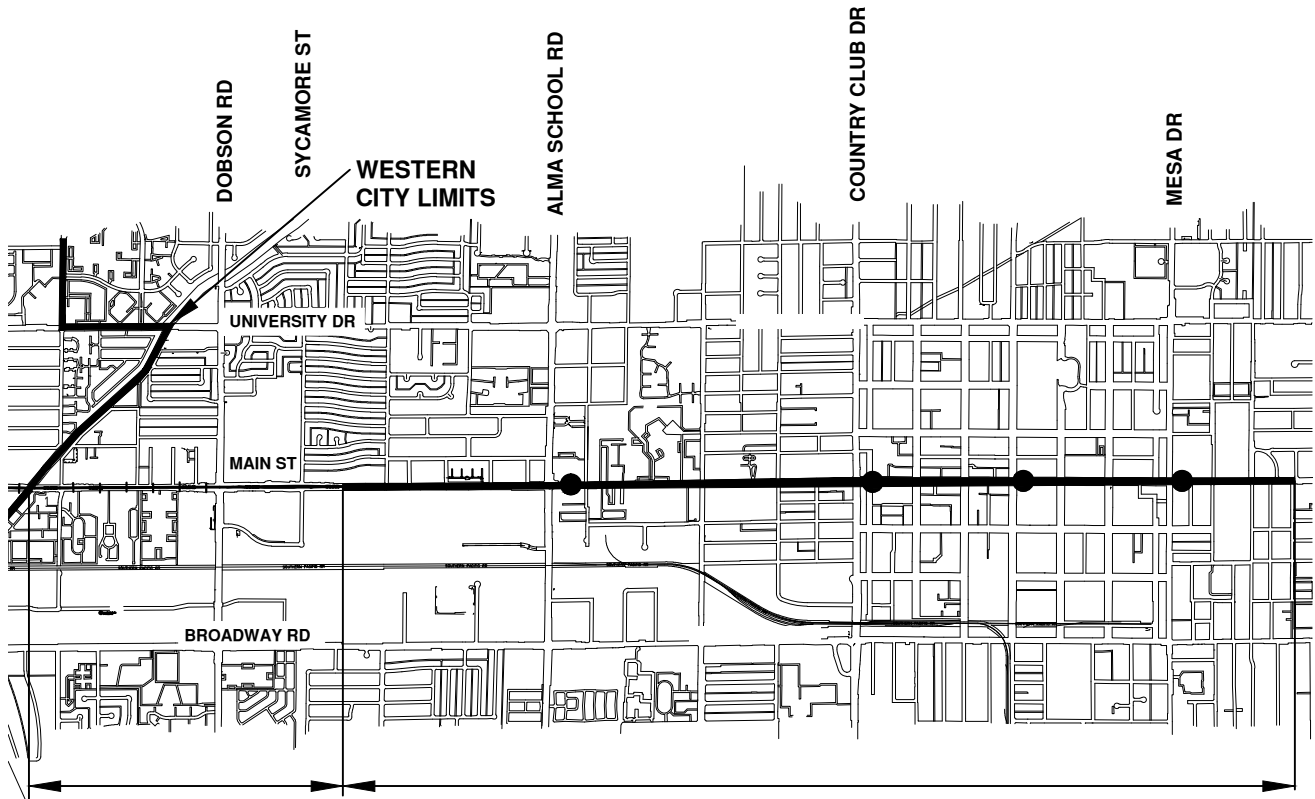 DOBSON RD
SYCAMORE ST
ALMA SCHOOL RD
COUNTRY CLUB DR
MESA DR
WESTERN
CITY LIMITS
UNIVERSITY DR
MAIN ST
BROADWAY RD